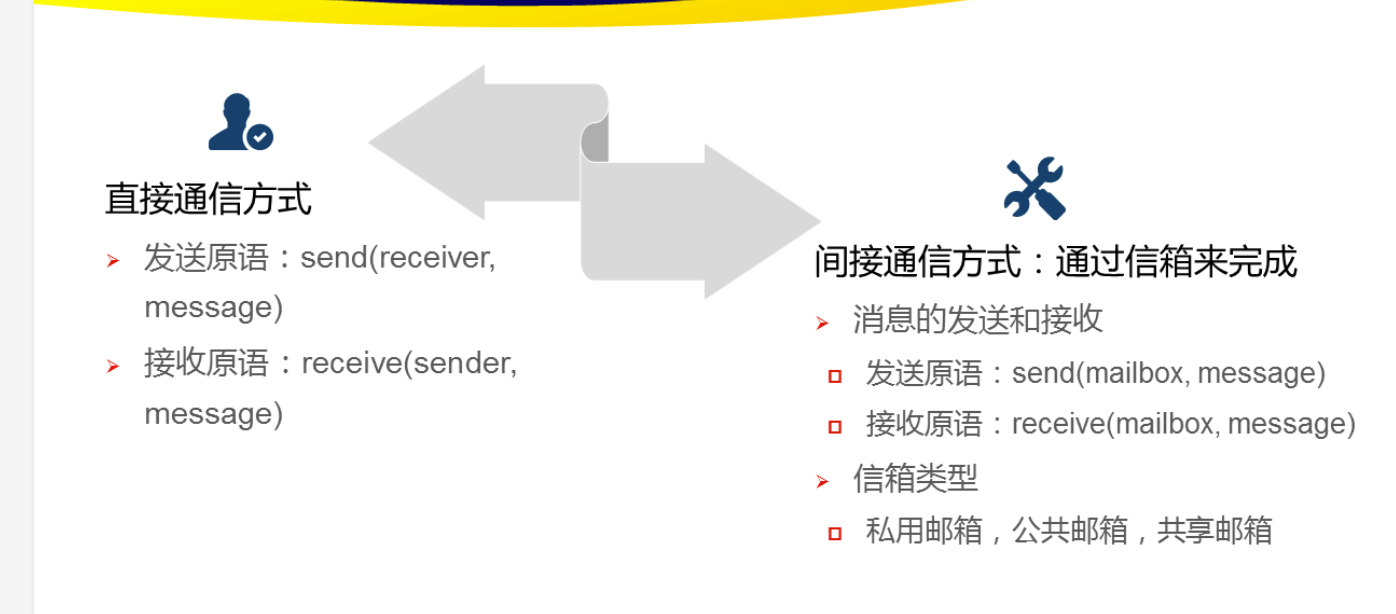 直接通信方式
发送原语：send(receiver,
message)
接收原语：receive(sender,
message)
间接通信方式：通过信箱来完成
消息的发送和接收
发送原语：send(mailbox, message)
接收原语：receive(mailbox, message)
信箱类型
私用邮箱，公共邮箱，共享邮箱